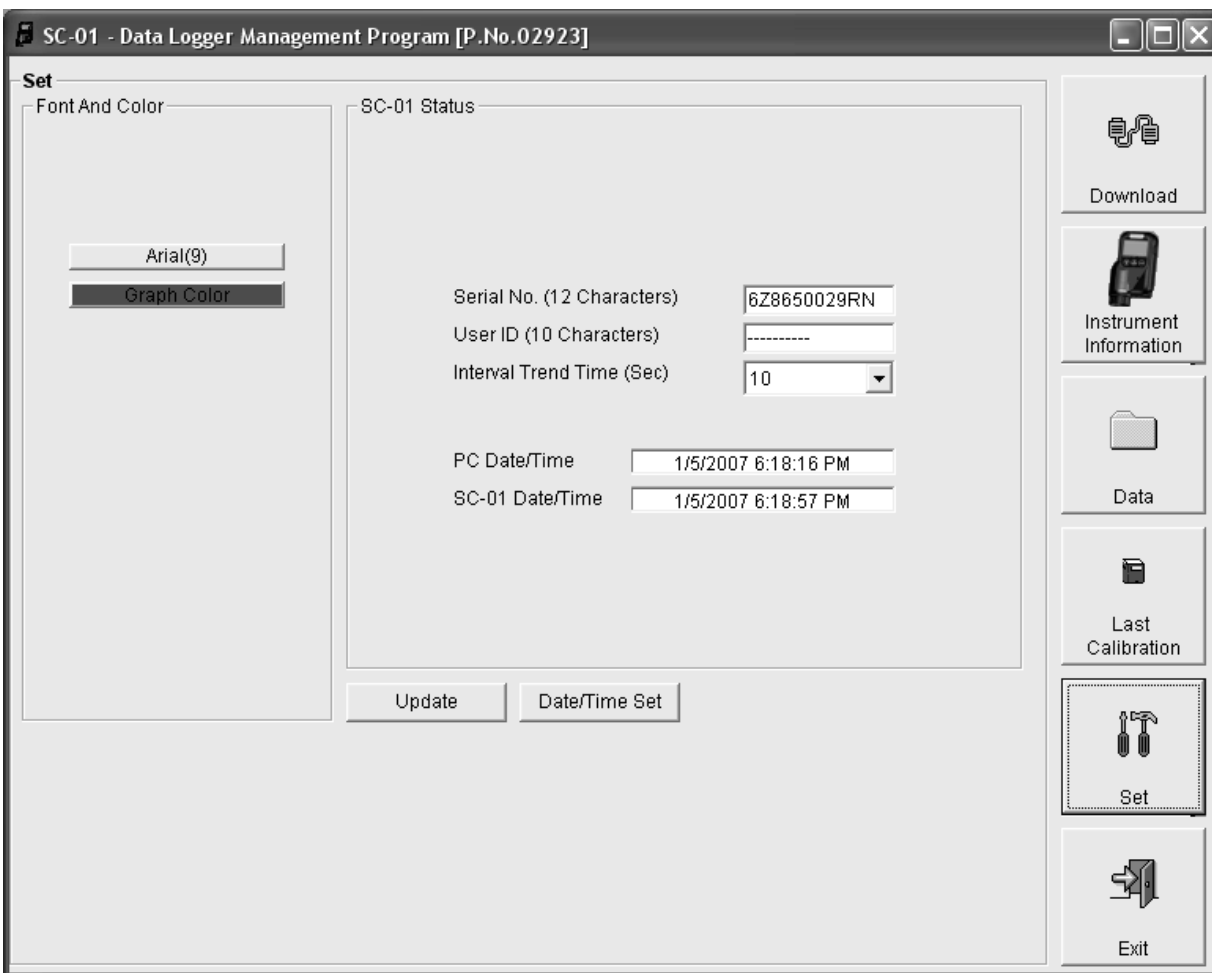 SC-01 - Data Logger Management Program [P.No.02923]
Set
Font And Color
Arial(9)
Graph Color
SC-01 Status
Serial No. (12 Characters) 6Z8650029RN
User ID (10 Characters) ----------
Interval Trend Time (Sec) 10
PC Date/Time 1/5/2007 6:18:16 PM
SC-01 Date/Time 1/5/2007 6:18:57 PM
Update Date/Time Set
Download
Instrument
Information
Data
Last
Calibration
Set
Exit